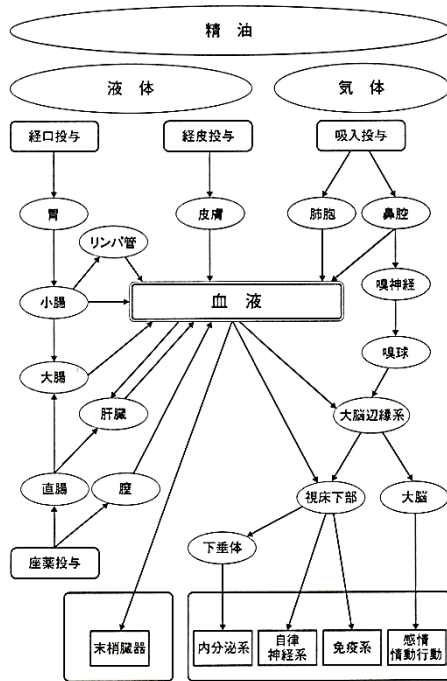 精油
液体
気体
経口投与
経皮投与
吸入投与
胃
皮膚
肺胞
鼻腔
リンパ管
嗅神経
小腸
血液
嗅球
大腸
肝臓
大脳辺縁系
直腸
膣
視床下部
大脳
下垂体
座薬投与
末梢臓器
内分泌系
自律
神経系
免疫系
感情
情動行動